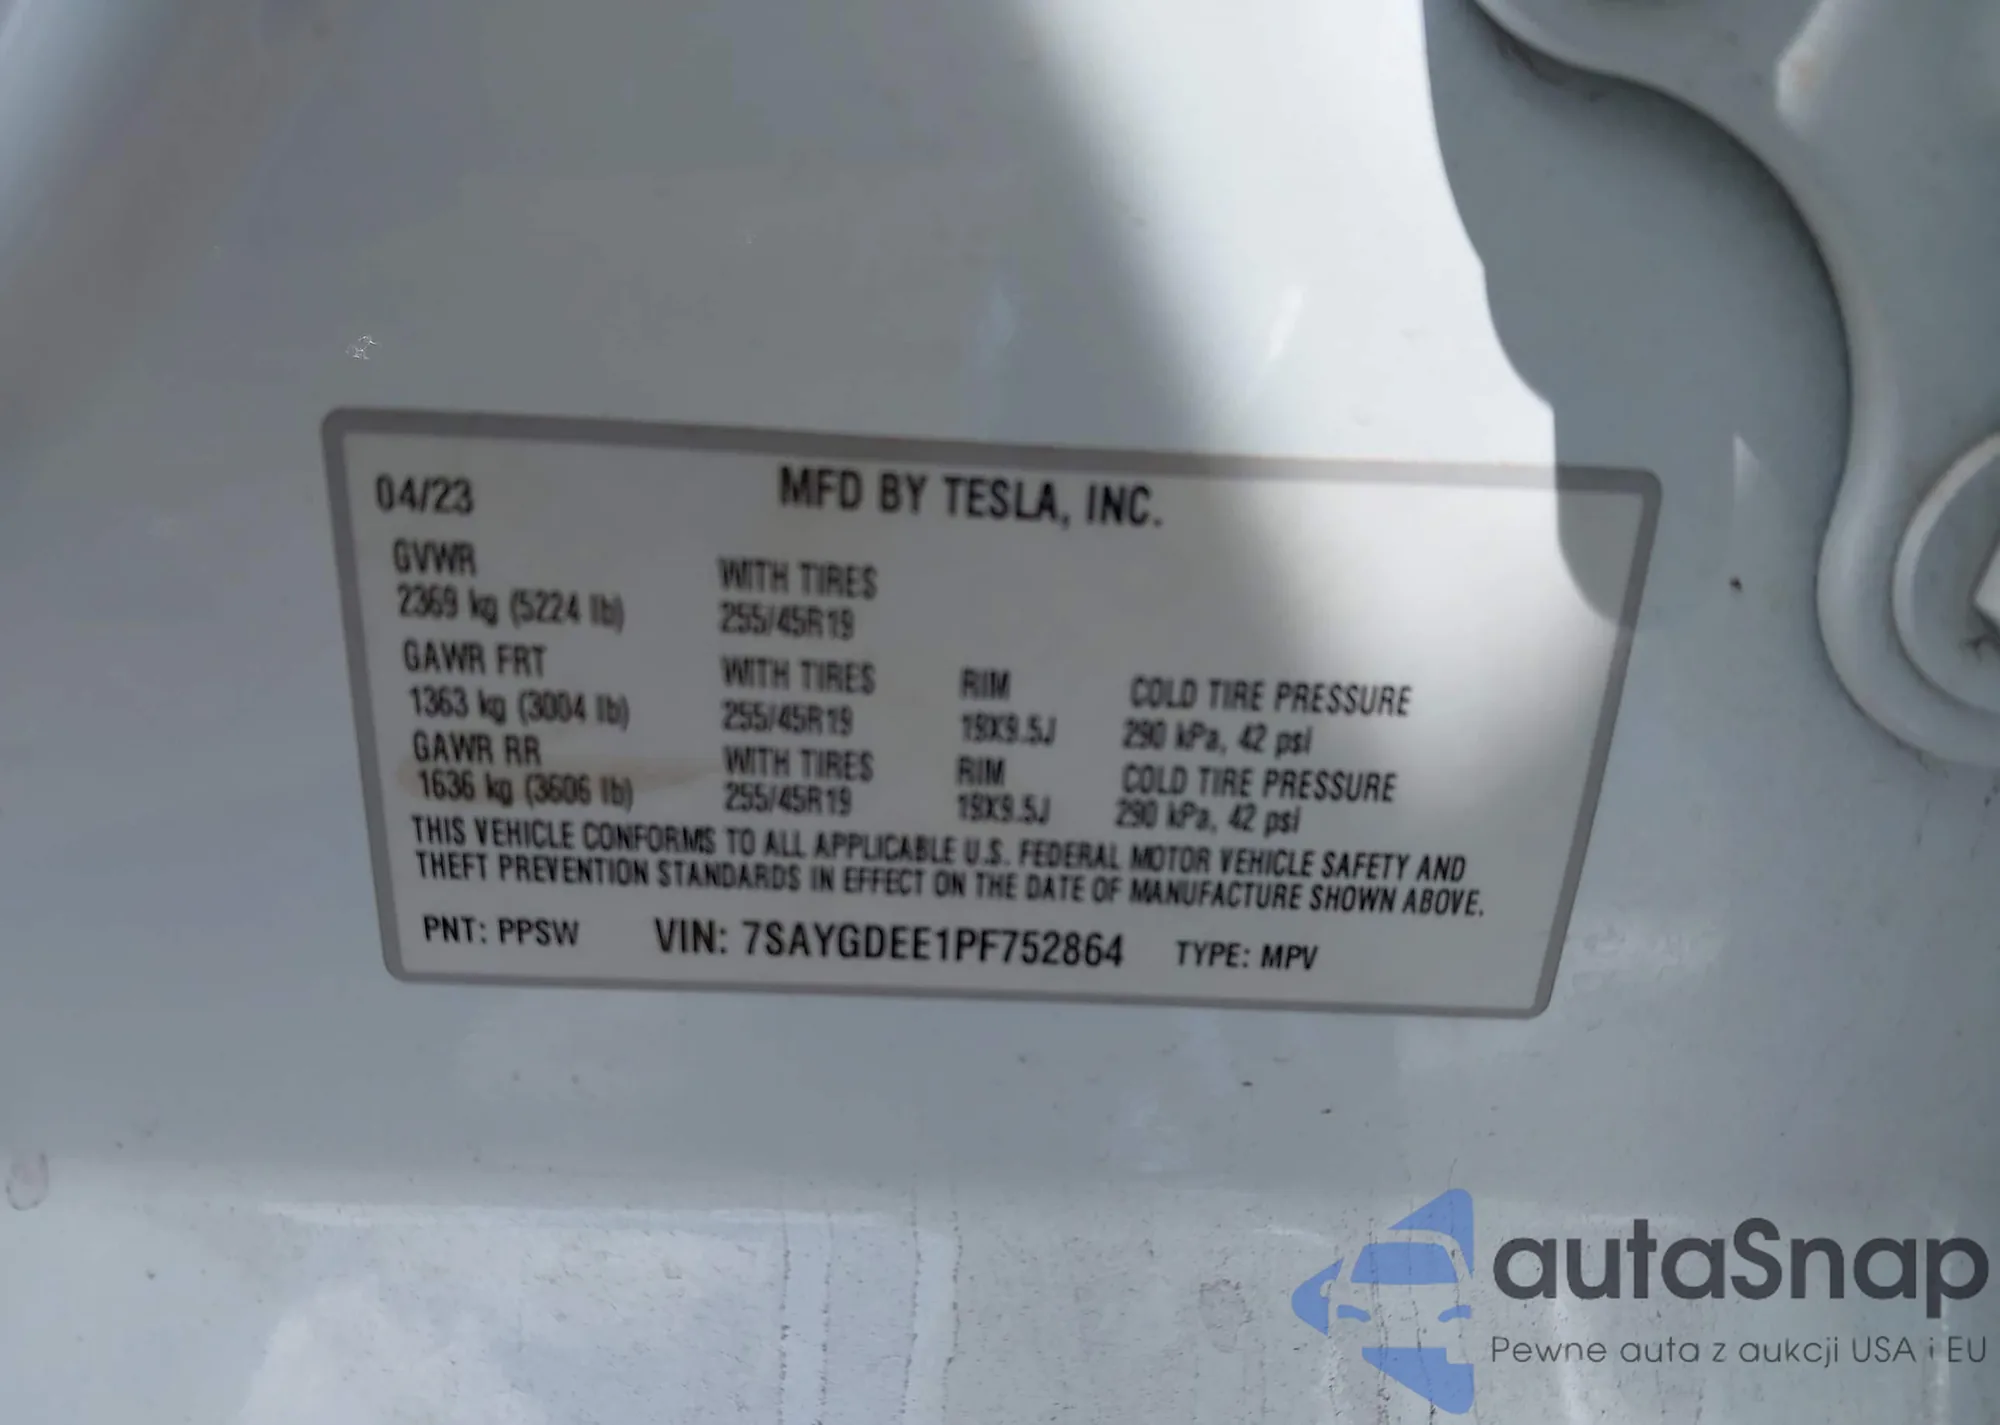 04/23 MFD BY TESLA, INC.
GVWR WITH TIRES
2369 kg (5224 lb) 255/45R19
GAWR FRT WITH TIRES RIM COLD TIRE PRESSURE
1363 kg (3004 lb) 255/45R19 19X9.5J 290 kPa, 42 psi
GAWR RR WITH TIRES RIM COLD TIRE PRESSURE
1636 kg (3606 lb) 255/45R19 19X9.5J 290 kPa, 42 psi
THIS VEHICLE CONFORMS TO ALL APPLICABLE U.S. FEDERAL MOTOR VEHICLE SAFETY AND
THEFT PREVENTION STANDARDS IN EFFECT ON THE DATE OF MANUFACTURE SHOWN ABOVE.
PNT: PPSW VIN: 7SAYGDEE1PF752864 TYPE: MPV
autaSnap
Pewne auta z aukcji USA i EU